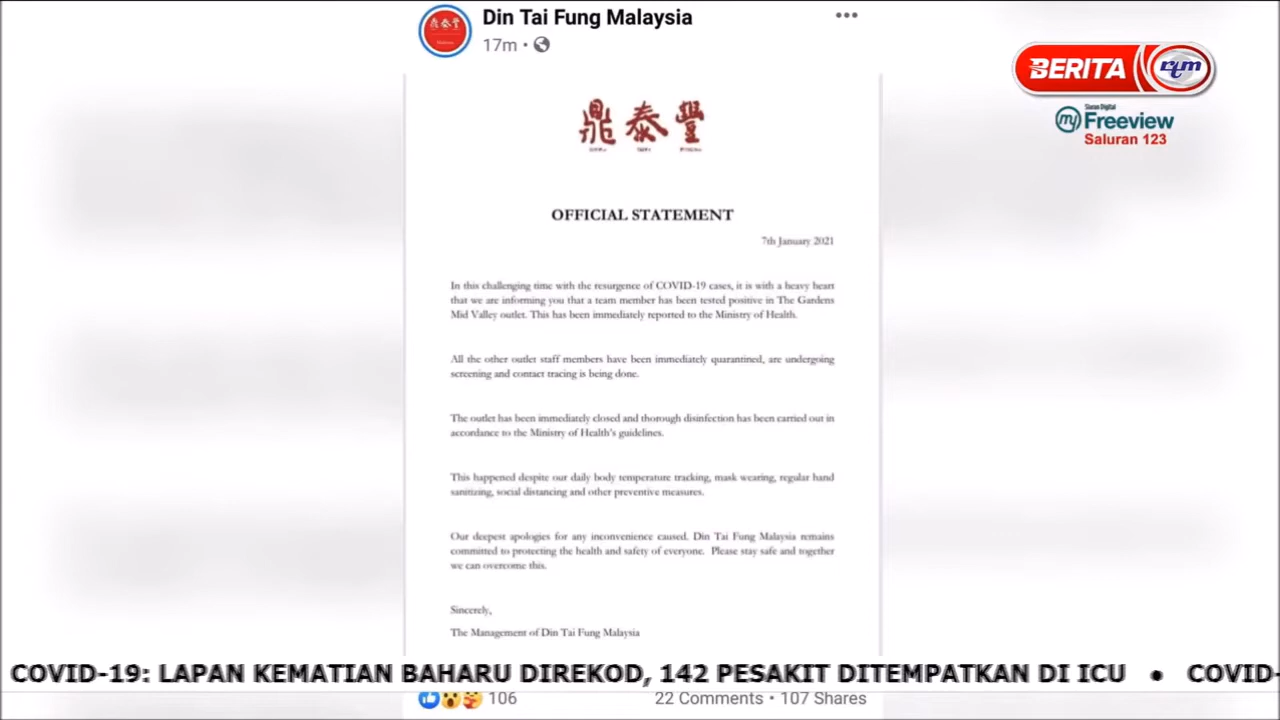 Din Tai Fung Malaysia
17m
BERITA rtm
Siaran Digital
my Freeview
Saluran 123
鼎泰豐
OFFICIAL STATEMENT
7th January 2021
In this challenging time with the resurgence of COVID-19 cases, it is with a heavy heart
that we are informing you that a team member has been tested positive in The Gardens
Mid Valley outlet. This has been immediately reported to the Ministry of Health.
All the other outlet staff members have been immediately quarantined, are undergoing
screening and contact tracing is being done.
The outlet has been immediately closed and thorough disinfection has been carried out in
accordance to the Ministry of Health's guidelines.
This happened despite our daily body temperature tracking, mask wearing, regular hand
sanitizing, social distancing and other preventive measures.
Our deepest apologies for any inconvenience caused. Din Tai Fung Malaysia remains
committed to protecting the health and safety of everyone. Please stay safe and together
we can overcome this.
Sincerely,
The Management of Din Tai Fung Malaysia
COVID-19: LAPAN KEMATIAN BAHARU DIREKOD, 142 PESAKIT DITEMPATKAN DI ICU • COVID-
106 22 Comments • 107 Shares